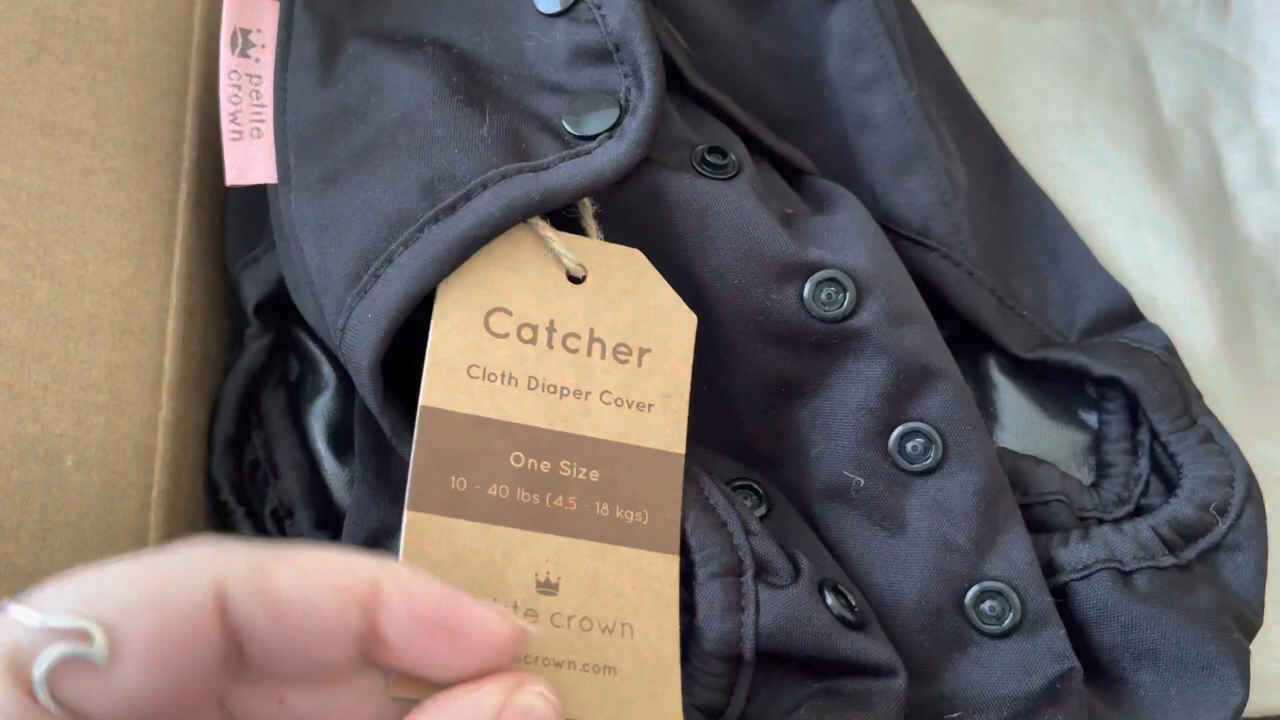 petite
crown
Catcher
Cloth Diaper Cover
One Size
10 - 40 lbs (4.5 - 18 kgs)
crown
crown.com